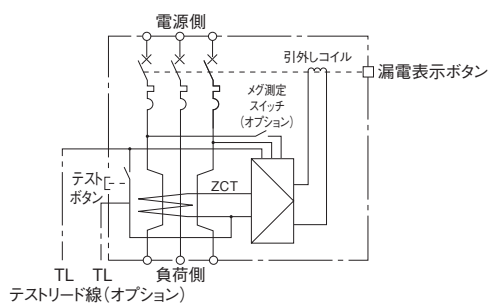 電源側
引外しコイル
漏電表示ボタン
メグ測定
スイッチ
(オプション)
テスト
ボタン
ZCT
TL TL 負荷側
テストリード線(オプション)